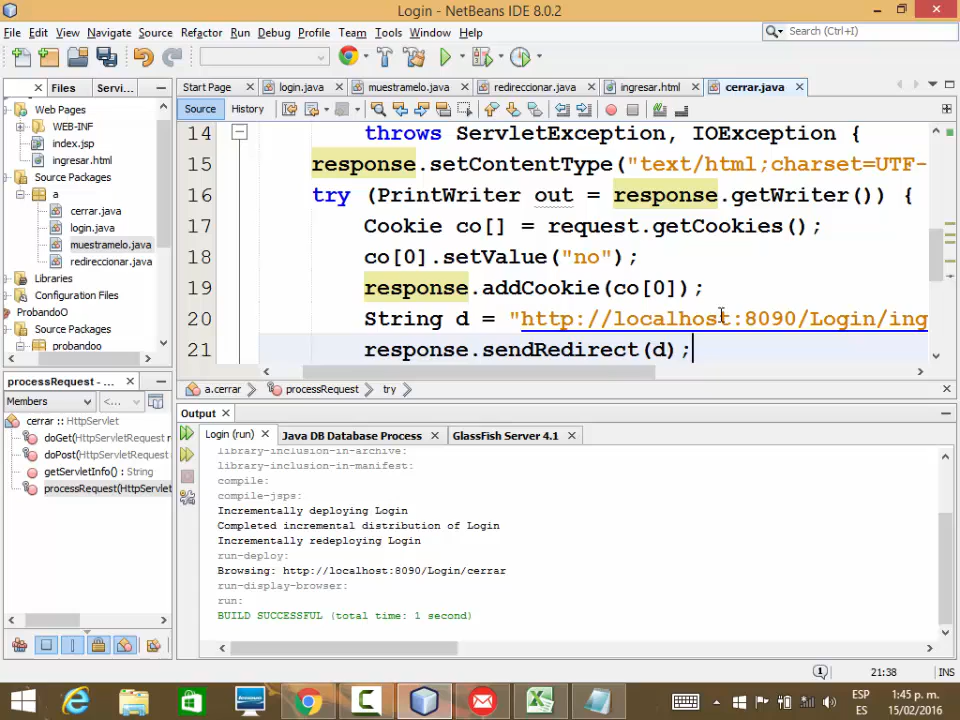 Login - NetBeans IDE 8.0.2
File Edit View Navigate Source Refactor Run Debug Profile Team Tools Window Help
Search (Ctrl+I)
Files Servi...
Start Page login.java muestramelo.java redireccionar.java ingresar.html cerrar.java
Source History
Web Pages
WEB-INF
index.jsp
ingresar.html
Source Packages
a
cerrar.java
login.java
muestramelo.java
redireccionar.java
Libraries
Configuration Files
ProbandoO
Source Packages
probandoo
14 throws ServletException, IOException {
15 response.setContentType("text/html;charset=UTF-
16 try (PrintWriter out = response.getWriter()) {
17 Cookie co[] = request.getCookies();
18 co[0].setValue("no");
19 response.addCookie(co[0]);
20 String d = "http://localhost:8090/Login/ing
21 response.sendRedirect(d);
a.cerrar processRequest try
processRequest - ...
Members <...
cerrar :: HttpServlet
doGet(HttpServletRequest r
doPost(HttpServletRequest
getServletInfo() : String
processRequest(HttpServlet
Output
Login (run) Java DB Database Process GlassFish Server 4.1
library-inclusion-in-archive:
library-inclusion-in-manifest:
compile:
compile-jsps:
Incrementally deploying Login
Completed incremental distribution of Login
Incrementally redeploying Login
run-deploy:
Browsing: http://localhost:8090/Login/cerrar
run-display-browser:
run:
BUILD SUCCESSFUL (total time: 1 second)
21:38 INS
ESP
ES
1:45 p. m.
15/02/2016